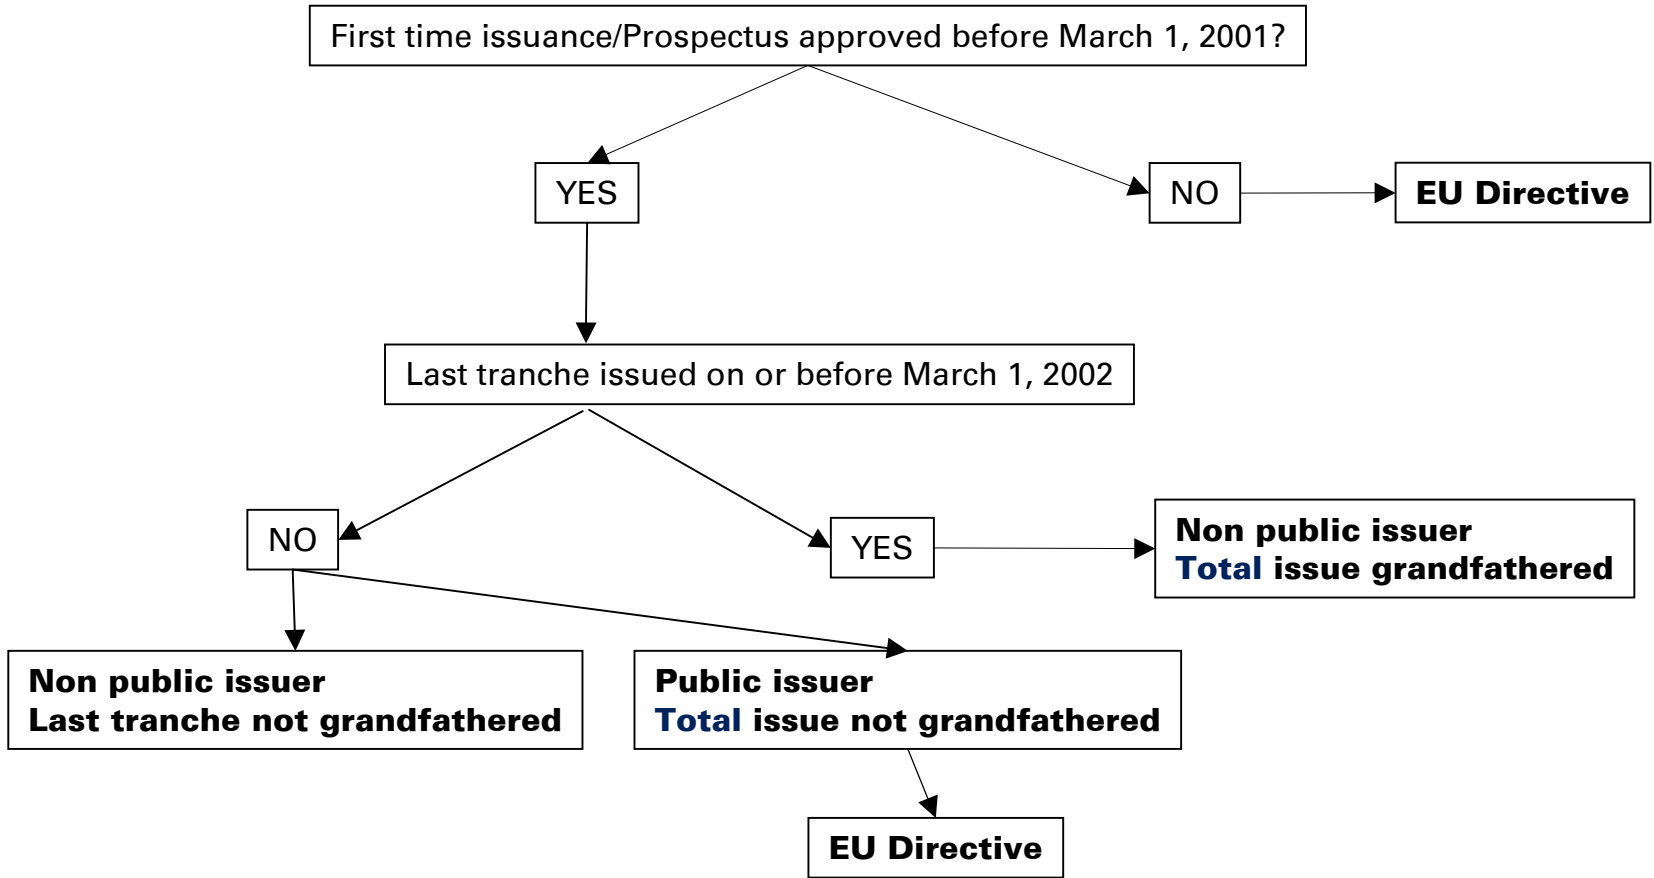 First time issuance/Prospectus approved before March 1, 2001?
YES
NO
EU Directive
Last tranche issued on or before March 1, 2002
NO
YES
Non public issuer
Total issue grandfathered
Non public issuer
Last tranche not grandfathered
Public issuer
Total issue not grandfathered
EU Directive